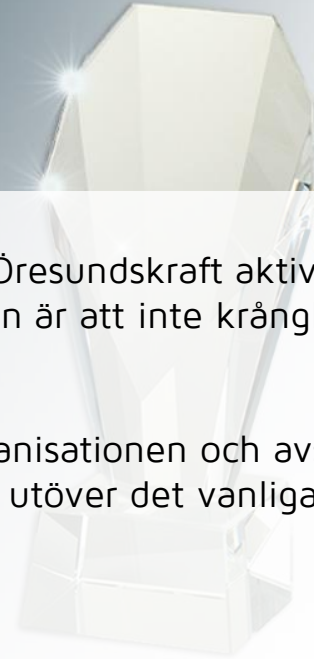 Öresundskraft aktiv
n är att inte krång
anisationen och av
utöver det vanliga